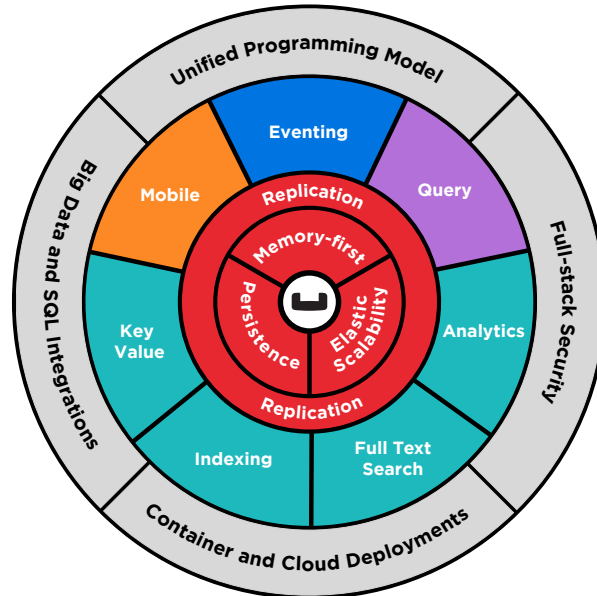 Unified Programming Model
Eventing
Mobile
Query
Replication
Memory-first
Big Data and SQL Integrations
Full-stack Security
Persistence
Elastic
Scalability
Key
Value
Analytics
Replication
Indexing
Full Text
Search
Container and Cloud Deployments